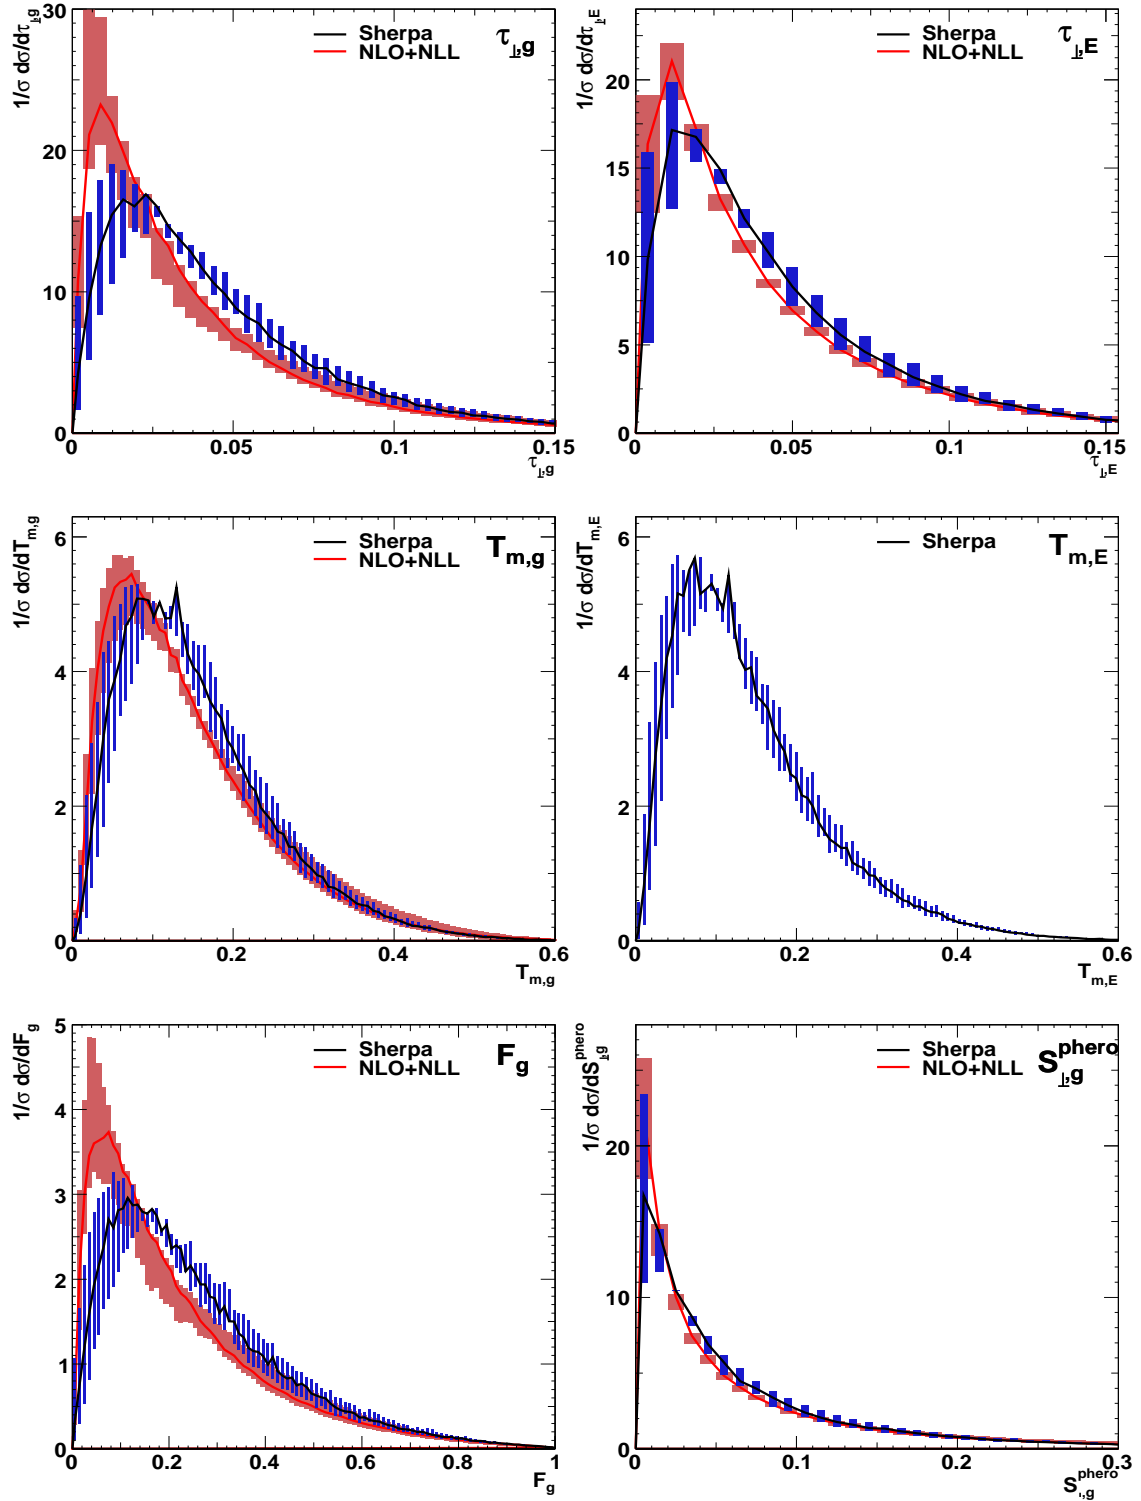 1/σ dσ/dτ⊥,g
30
20
10
0
Sherpa
NLO+NLL
τ⊥,g
0 0.05 0.1 0.15
τ⊥,g
1/σ dσ/dτ⊥,E
20
15
10
5
0
Sherpa
NLO+NLL
τ⊥,E
0 0.05 0.1 0.15
τ⊥,E
1/σ dσ/dTm,g
6
4
2
0
Sherpa
NLO+NLL
Tm,g
0 0.2 0.4 0.6
Tm,g
1/σ dσ/dTm,E
6
4
2
0
Sherpa
Tm,E
0 0.2 0.4 0.6
Tm,E
1/σ dσ/dFg
5
4
3
2
1
0
Sherpa
NLO+NLL
Fg
0 0.2 0.4 0.6 0.8 1
Fg
1/σ dσ/dS⊥,g^phero
20
10
0
Sherpa
NLO+NLL
S⊥,g^phero
0 0.1 0.2 0.3
S⊥,g^phero